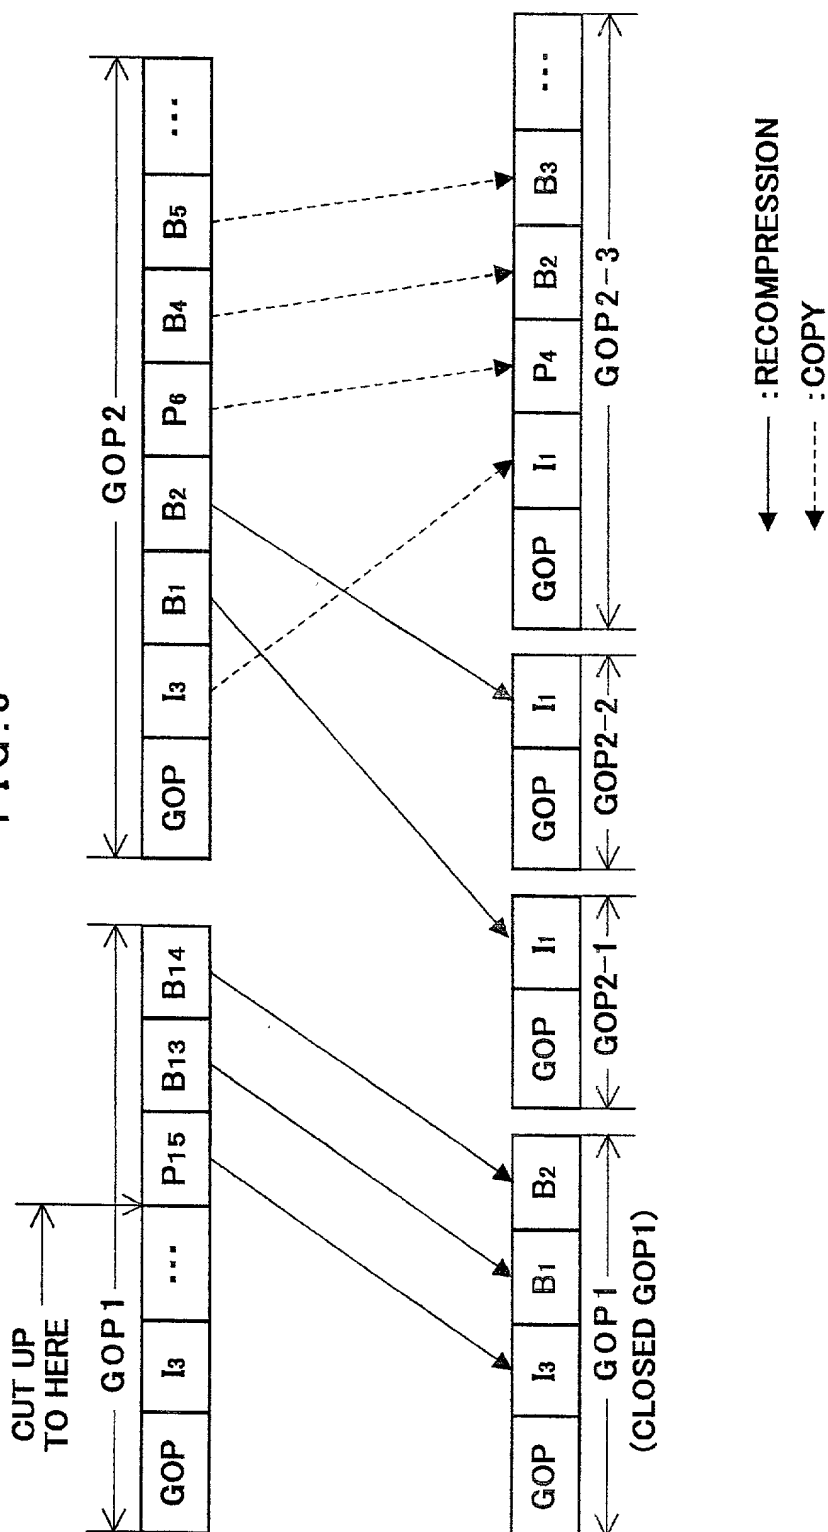 FIG.
CUT UP
TO HERE
GOP1
GOP2
GOP I3 ... P15 B13 B14
GOP I3 B1 B2 P6 B4 B5 ...
GOP I3 B1 B2
GOP I1
GOP I1
GOP I1 P4 B2 B3 ...
GOP1
(CLOSED GOP1)
GOP2-1
GOP2-2
GOP2-3
:RECOMPRESSION
:COPY